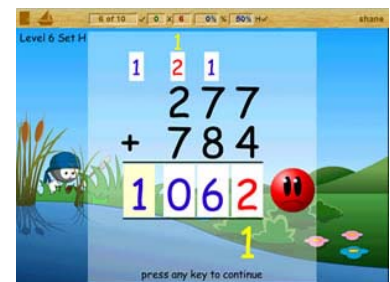 6 of 10 ✓ 0 X 6 0% % 50% H✓ shana
Level 6 Set H
1
1 2 1
277
+ 784
1062
1
press any key to continue